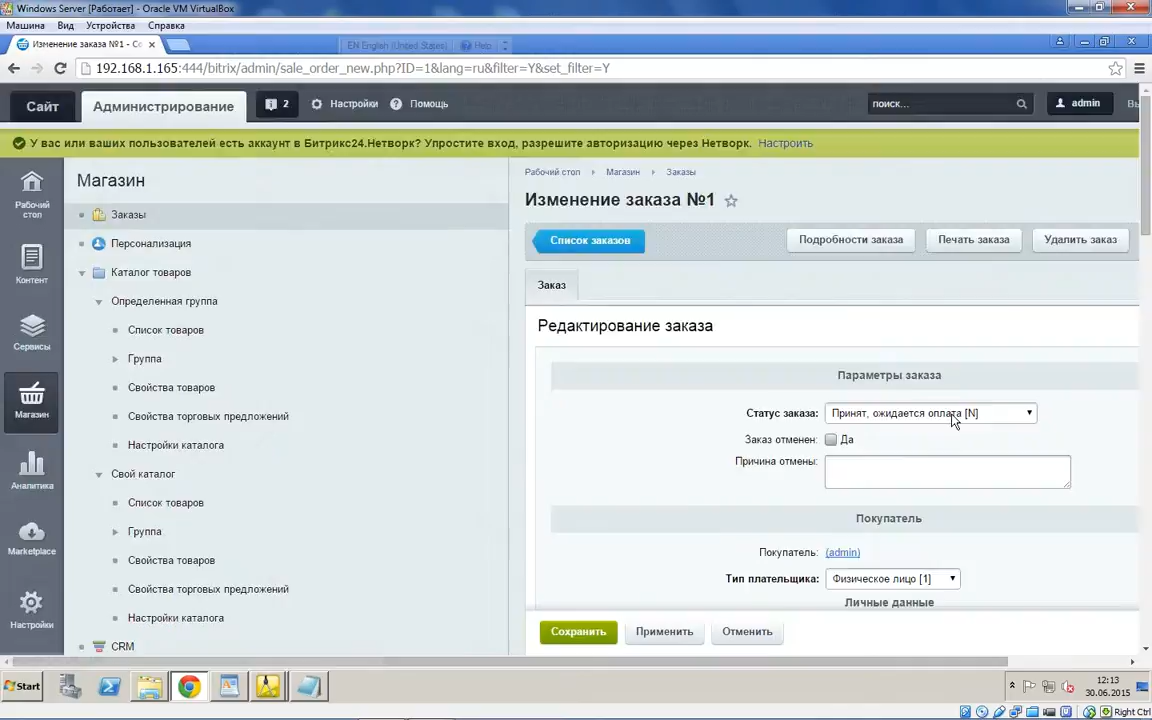 Windows Server [Работает] - Oracle VM VirtualBox
Машина Вид Устройства Справка
Изменение заказа №1 - Со
EN English (United States) Help
192.168.1.165:444/bitrix/admin/sale_order_new.php?ID=1&lang=ru&filter=Y&set_filter=Y
Сайт Администрирование 2 Настройки Помощь поиск... admin Вы
У вас или ваших пользователей есть аккаунт в Битрикс24.Нетворк? Упростите вход, разрешите авторизацию через Нетворк. Настроить
Рабочий
стол
Контент
Сервисы
Магазин
Аналитика
Marketplace
Настройки
Магазин
Заказы
Персонализация
Каталог товаров
Определенная группа
Список товаров
Группа
Свойства товаров
Свойства торговых предложений
Настройки каталога
Свой каталог
Список товаров
Группа
Свойства товаров
Свойства торговых предложений
Настройки каталога
CRM
Рабочий стол Магазин Заказы
Изменение заказа №1
Список заказов Подробности заказа Печать заказа Удалить заказ
Заказ
Редактирование заказа
Параметры заказа
Статус заказа: Принят, ожидается оплата [N]
Заказ отменен: Да
Причина отмены:
Покупатель
Покупатель: (admin)
Тип плательщика: Физическое лицо [1]
Личные данные
Сохранить Применить Отменить
Start 12:13
30.06.2015
Right Ctrl